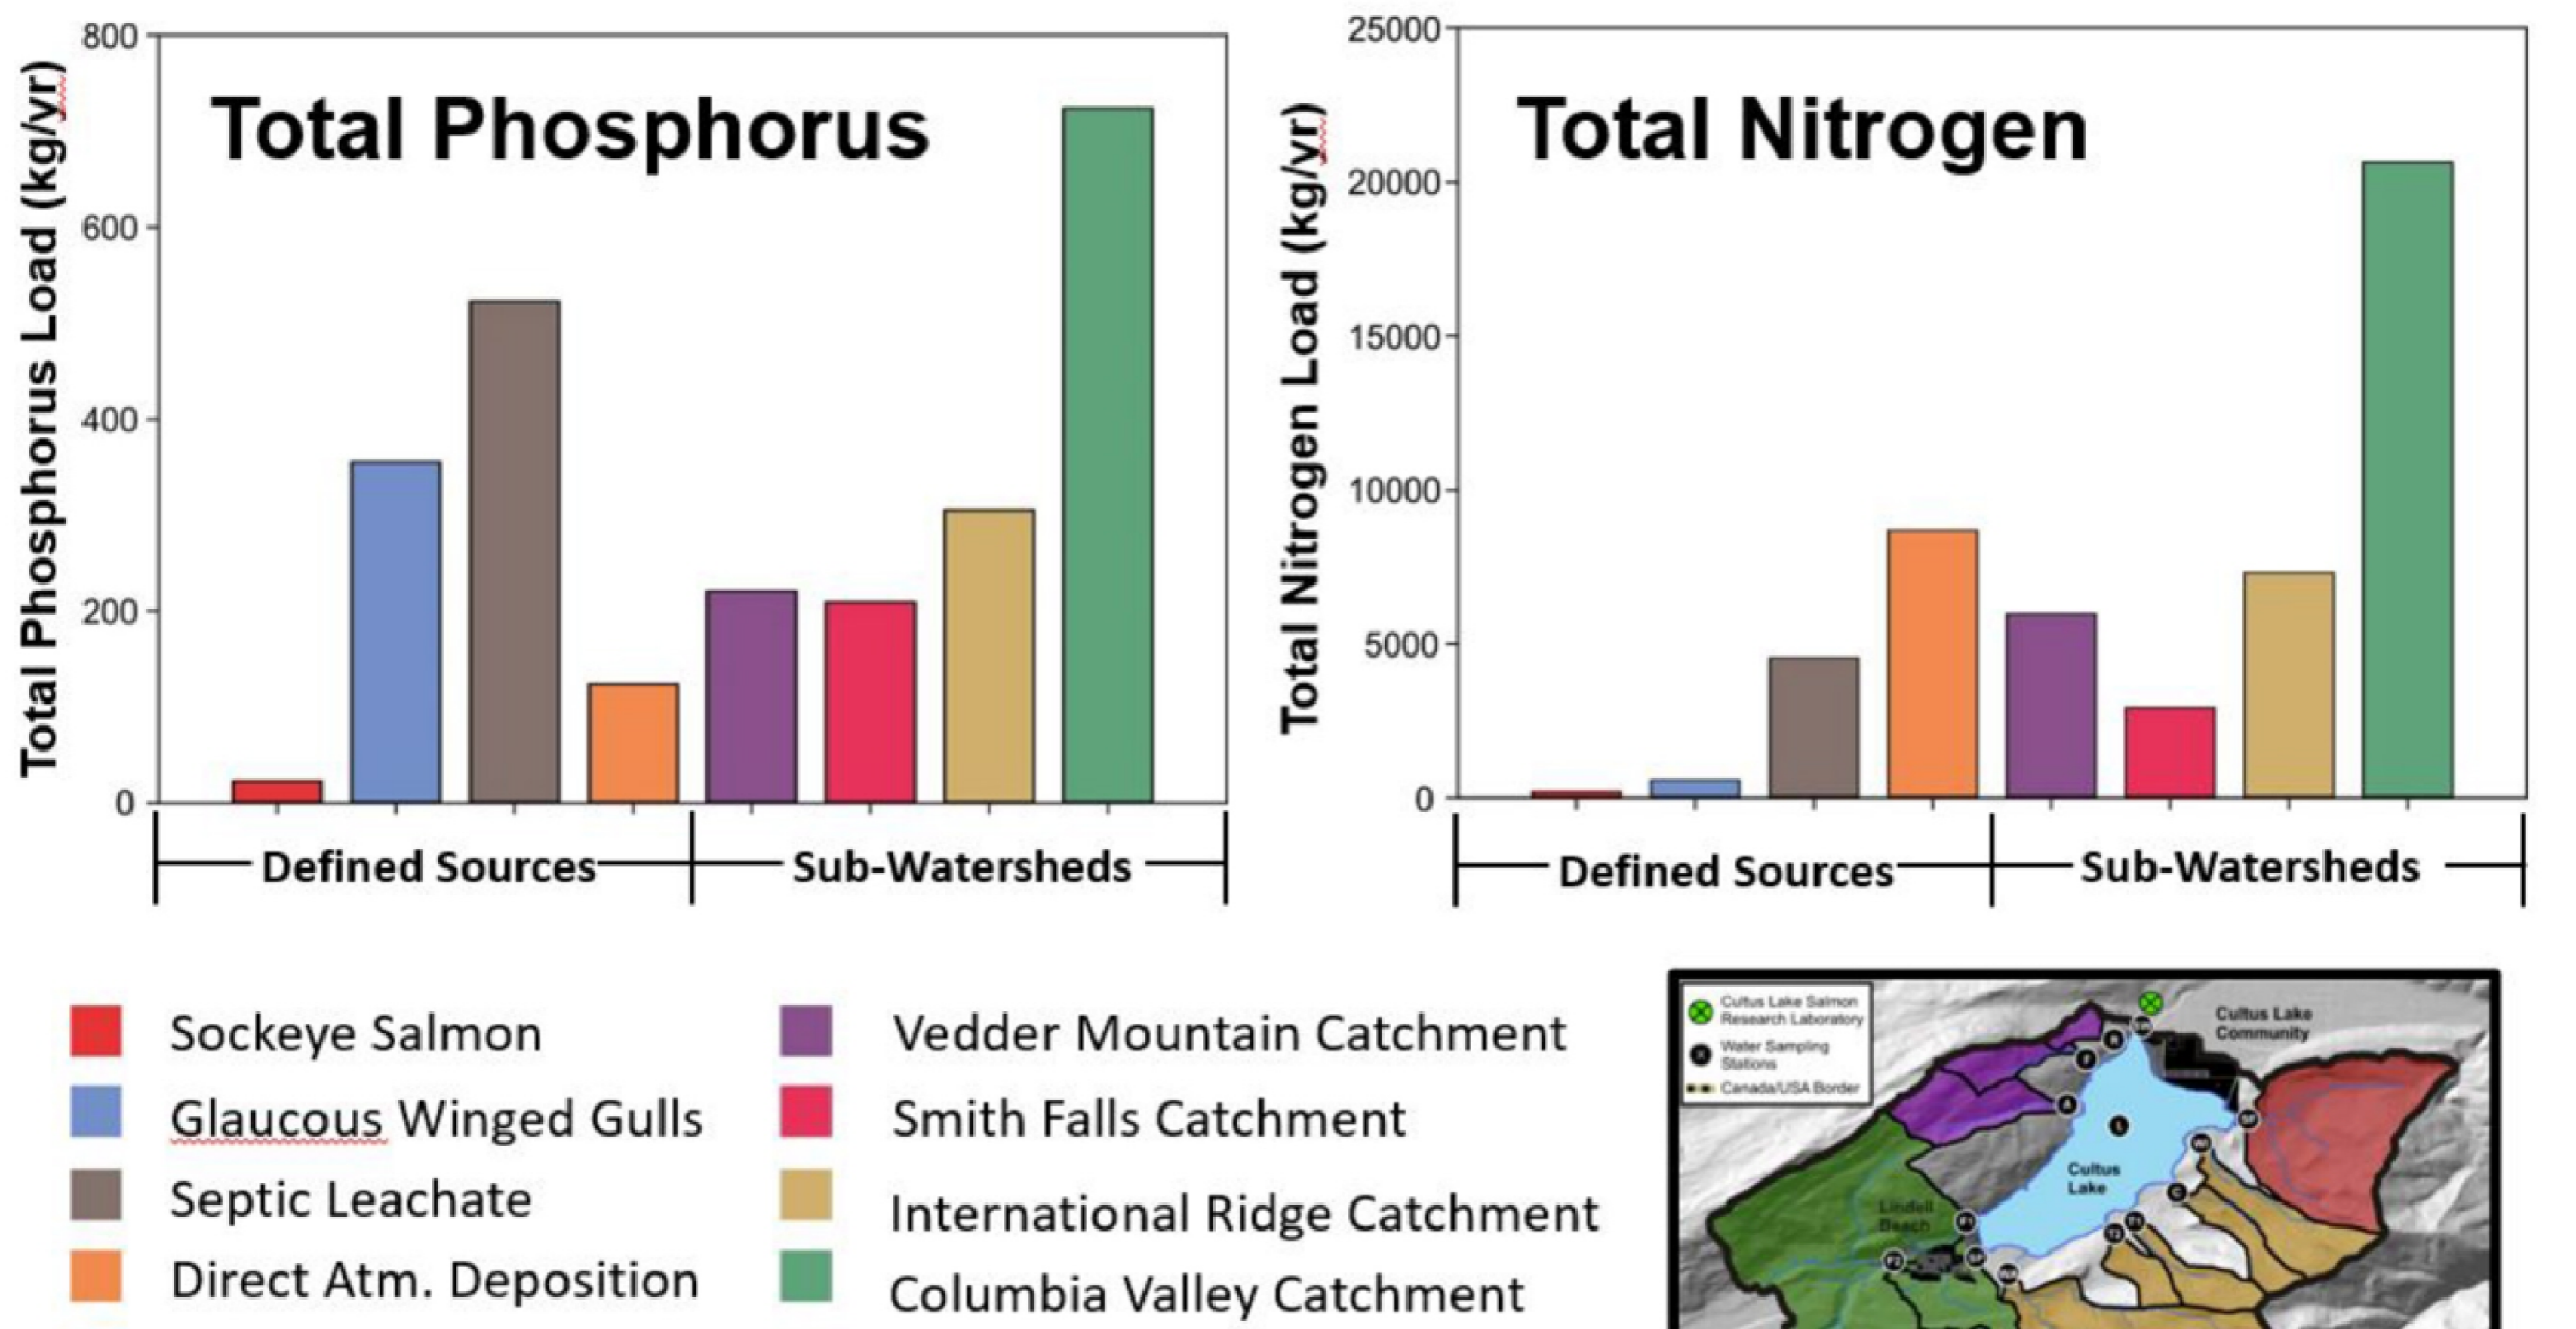 Total Phosphorus
Total Phosphorus Load (kg/yr)
800
600
400
200
0
Defined Sources
Sub-Watersheds
Total Nitrogen
Total Nitrogen Load (kg/yr)
25000
20000
15000
10000
5000
0
Defined Sources
Sub-Watersheds
Sockeye Salmon
Glaucous Winged Gulls
Septic Leachate
Direct Atm. Deposition
Vedder Mountain Catchment
Smith Falls Catchment
International Ridge Catchment
Columbia Valley Catchment
Cultus Lake Salmon
Research Laboratory
Water Sampling
Stations
Canada/USA Border
Cultus Lake
Community
Cultus
Lake
Lindell
Beach